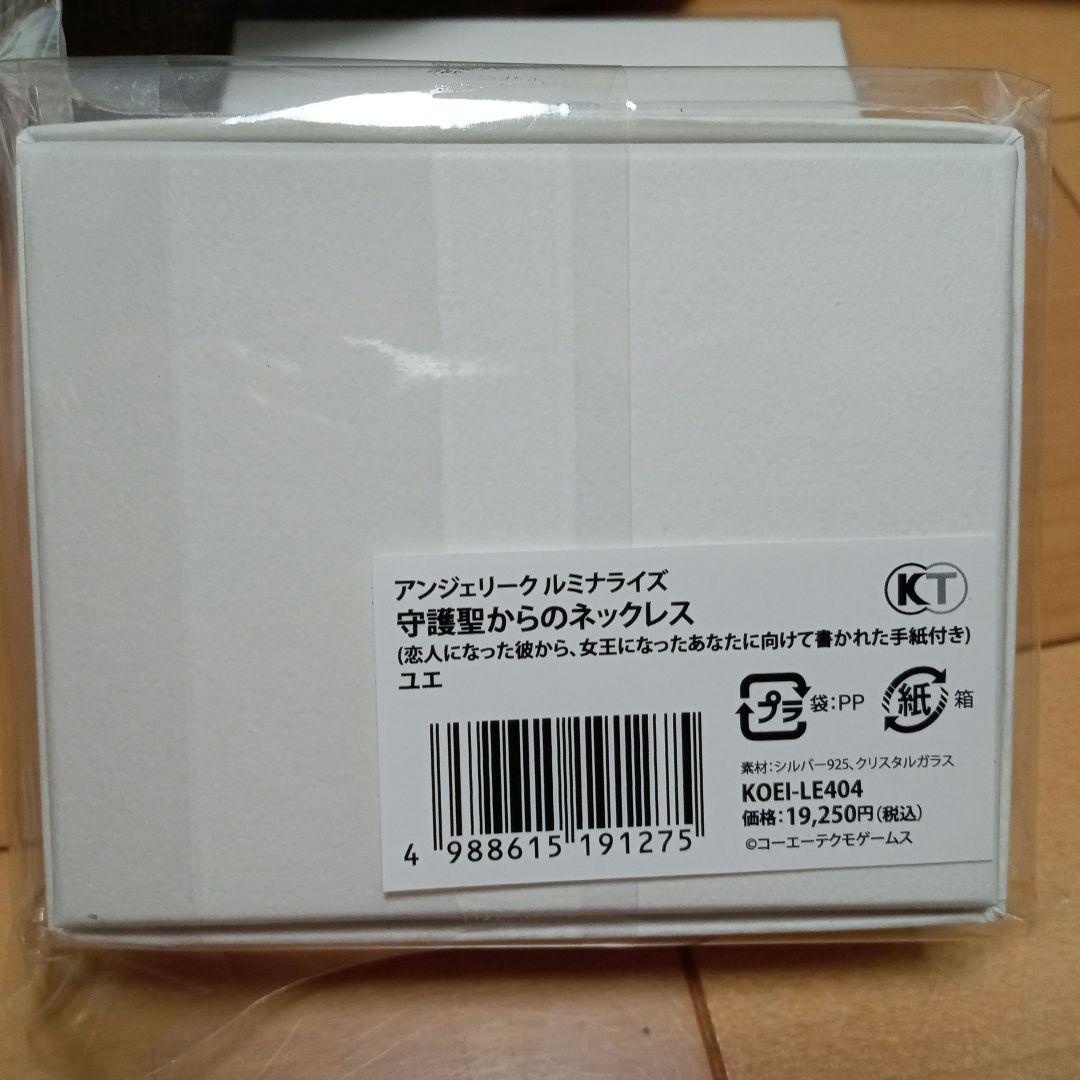 アンジェリーク ルミナライズ
守護聖からのネックレス
(恋人になった彼から、女王になったあなたに向けて書かれた手紙付き)
ユエ
KT
プラ 袋:PP 紙 箱
素材:シルバー925、クリスタルガラス
KOEI-LE404
価格:19,250円(税込)
©コーエーテクモゲームス
4 988615 191275